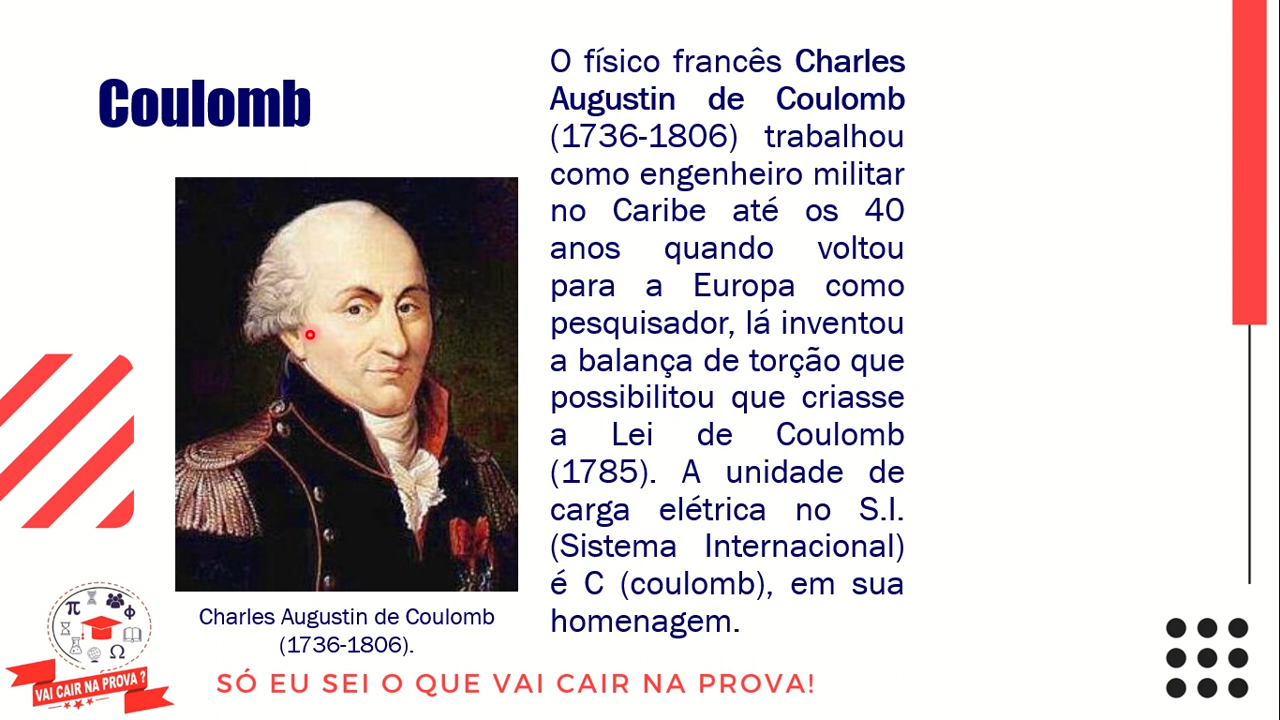 Coulomb
O físico francês Charles
Augustin de Coulomb
(1736-1806) trabalhou
como engenheiro militar
no Caribe até os 40
anos quando voltou
para a Europa como
pesquisador, lá inventou
a balança de torção que
possibilitou que criasse
a Lei de Coulomb
(1785). A unidade de
carga elétrica no S.I.
(Sistema Internacional)
é C (coulomb), em sua
homenagem.
Charles Augustin de Coulomb
(1736-1806).
π
Φ
Ω
VAI CAIR NA PROVA ?
SÓ EU SEI O QUE VAI CAIR NA PROVA!